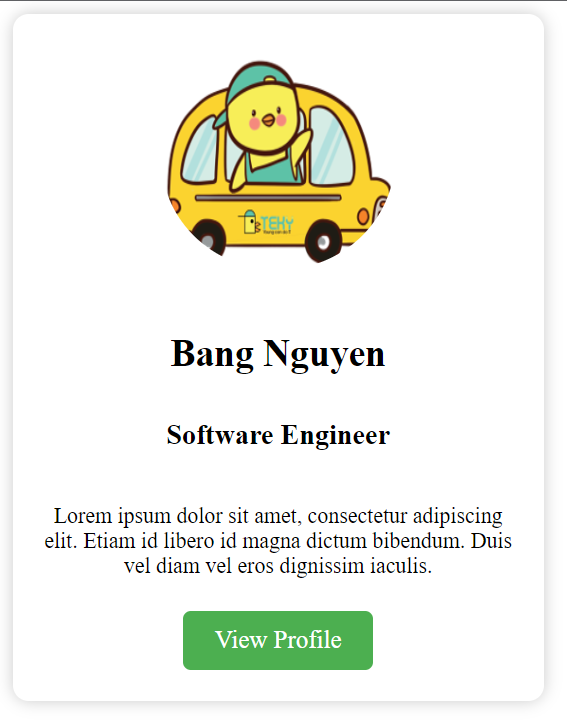 TEKY
Bang Nguyen
Software Engineer
Lorem ipsum dolor sit amet, consectetur adipiscing
elit. Etiam id libero id magna dictum bibendum. Duis
vel diam vel eros dignissim iaculis.
View Profile